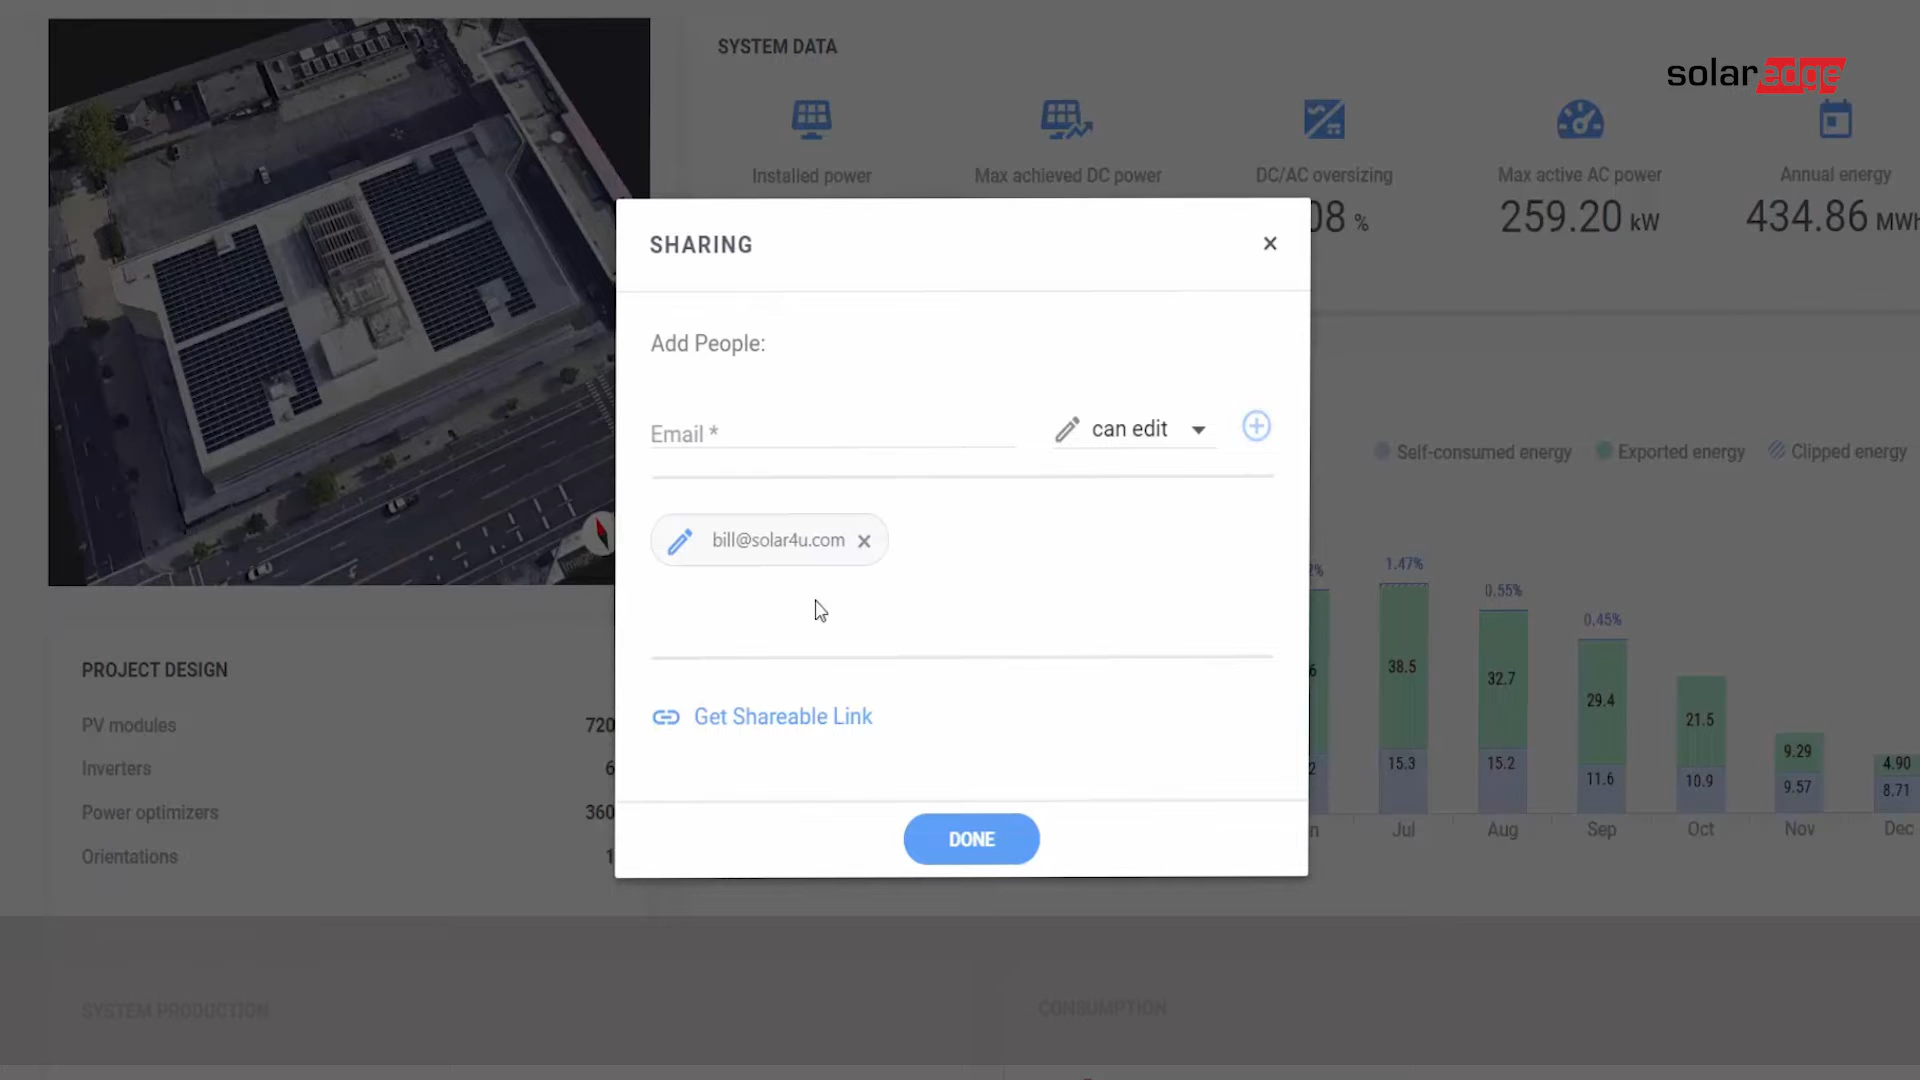 SYSTEM DATA
solaredge
Installed power
Max achieved DC power
DC/AC oversizing
Max active AC power
Annual energy
08 %
259.20 kW
434.86 MWh
SHARING
Add People:
Email *
can edit
Self-consumed energy
Exported energy
Clipped energy
bill@solar4u.com
Get Shareable Link
DONE
PROJECT DESIGN
PV modules 720
Inverters 6
Power optimizers 360
Orientations 1
2%
1.47%
0.55%
0.45%
6
38.5
32.7
29.4
21.5
9.29
4.90
2
15.3
15.2
11.6
10.9
9.57
8.71
n
Jul
Aug
Sep
Oct
Nov
Dec
SYSTEM PRODUCTION
CONSUMPTION